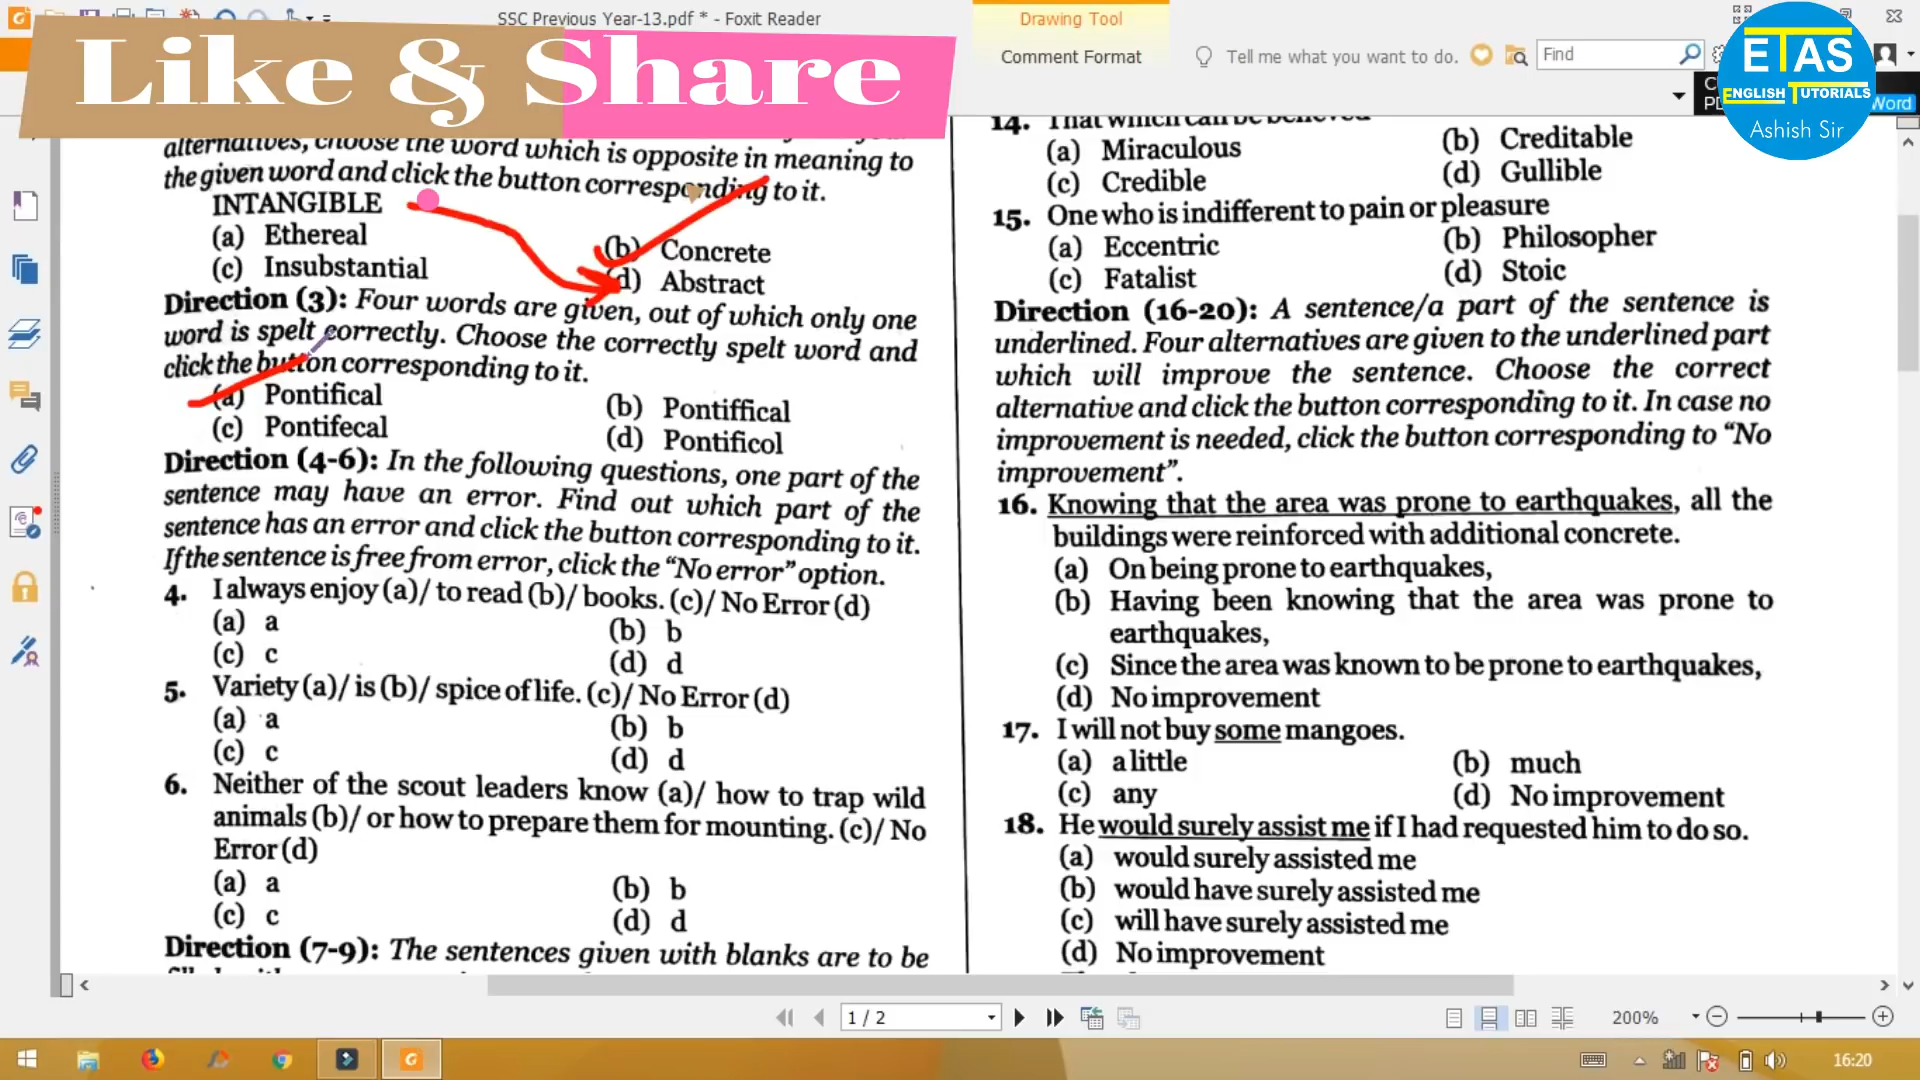 SSC Previous Year-13.pdf * - Foxit Reader
Drawing Tool
Comment Format
Tell me what you want to do.
Find
Like & Share
ETAS
ENGLISH TUTORIALS
Ashish Sir
Word
alternatives, choose the word which is opposite in meaning to
the given word and click the button corresponding to it.
INTANGIBLE
(a) Ethereal
(b) Concrete
(c) Insubstantial
(d) Abstract
Direction (3): Four words are given, out of which only one
word is spelt correctly. Choose the correctly spelt word and
click the button corresponding to it.
(a) Pontifical
(b) Pontiffical
(c) Pontifecal
(d) Pontificol
Direction (4-6): In the following questions, one part of the
sentence may have an error. Find out which part of the
sentence has an error and click the button corresponding to it.
If the sentence is free from error, click the "No error" option.
4. I always enjoy (a)/ to read (b)/ books. (c)/ No Error (d)
(a) a
(b) b
(c) c
(d) d
5. Variety (a)/ is (b)/ spice of life. (c)/ No Error (d)
(a) a
(b) b
(c) c
(d) d
6. Neither of the scout leaders know (a)/ how to trap wild
animals (b)/ or how to prepare them for mounting. (c)/ No
Error (d)
(a) a
(b) b
(c) c
(d) d
Direction (7-9): The sentences given with blanks are to be
14. That which can be believed
(a) Miraculous
(b) Creditable
(c) Credible
(d) Gullible
15. One who is indifferent to pain or pleasure
(a) Eccentric
(b) Philosopher
(c) Fatalist
(d) Stoic
Direction (16-20): A sentence/a part of the sentence is
underlined. Four alternatives are given to the underlined part
which will improve the sentence. Choose the correct
alternative and click the button corresponding to it. In case no
improvement is needed, click the button corresponding to "No
improvement".
16. Knowing that the area was prone to earthquakes, all the
buildings were reinforced with additional concrete.
(a) On being prone to earthquakes,
(b) Having been knowing that the area was prone to
earthquakes,
(c) Since the area was known to be prone to earthquakes,
(d) No improvement
17. I will not buy some mangoes.
(a) a little
(b) much
(c) any
(d) No improvement
18. He would surely assist me if I had requested him to do so.
(a) would surely assisted me
(b) would have surely assisted me
(c) will have surely assisted me
(d) No improvement
1 / 2
200%
16:20